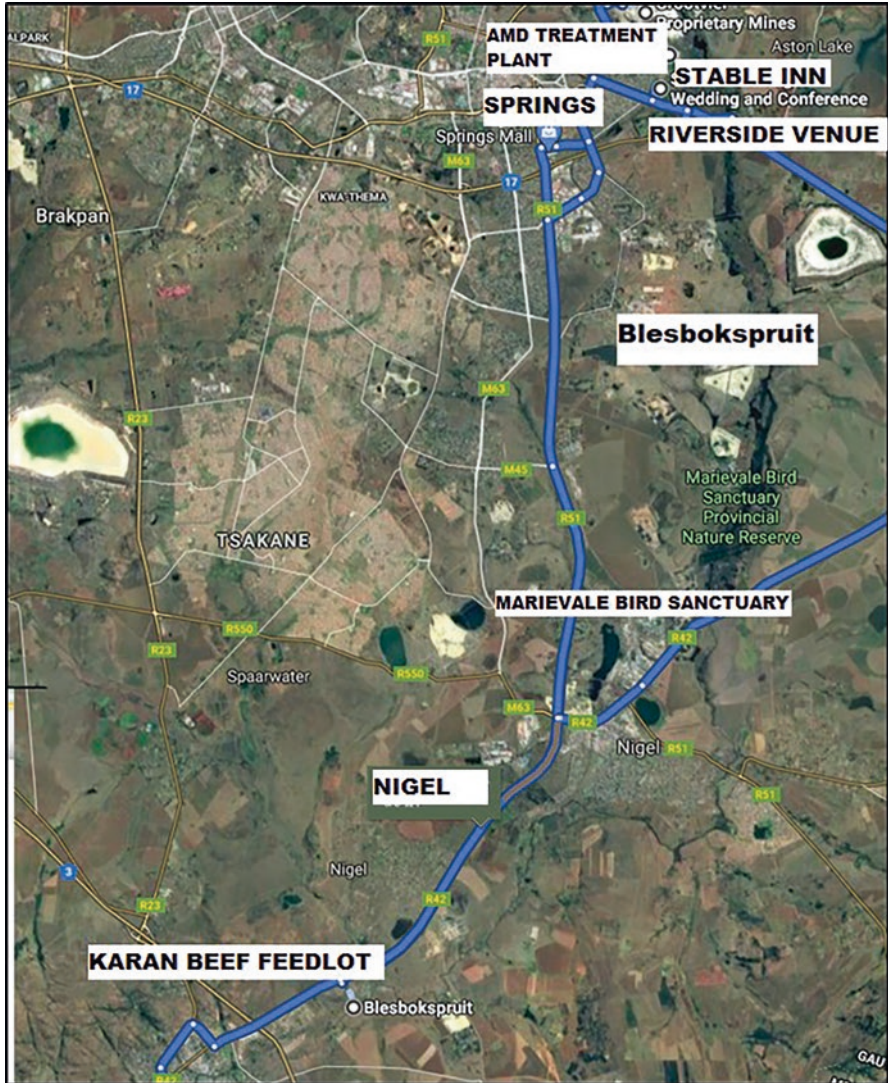 ALPARK
R51
Proprietary Mines
AMD TREATMENT
PLANT
Aston Lake
17
STABLE INN
Wedding and Conference
SPRINGS
Springs Mall
RIVERSIDE VENUE
M63
17
KWA-THEMA
Brakpan
R51
Blesbokspruit
M63
R23
M45
Marievale Bird
Sanctuary
Provincial
Nature Reserve
R51
TSAKANE
MARIEVALE BIRD SANCTUARY
R550
R42
R23
R550
Spaarwater
M63
R42
Nigel
R51
NIGEL
R51
Nigel
3
R42
R23
KARAN BEEF FEEDLOT
Blesbokspruit
GAU
R42